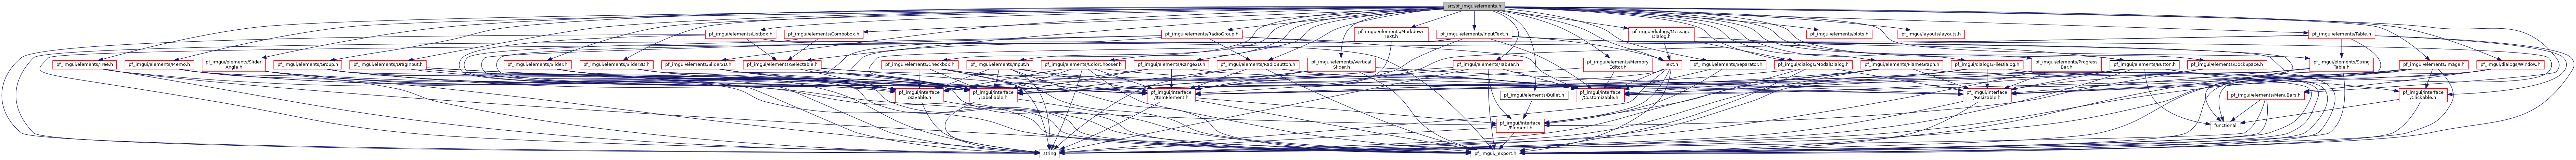 src/pf_imgui/elements.h
pf_imgui/elements/Listbox.h
pf_imgui/elements/Combobox.h
pf_imgui/elements/RadioGroup.h
pf_imgui/elements/Markdown
Text.h
pf_imgui/elements/InputText.h
pf_imgui/dialogs/Message
Dialog.h
pf_imgui/elements/plots.h
pf_imgui/layouts/layouts.h
pf_imgui/elements/Table.h
pf_imgui/elements/Tree.h
pf_imgui/elements/Memo.h
pf_imgui/elements/Slider
Angle.h
pf_imgui/elements/Group.h
pf_imgui/elements/DragInput.h
pf_imgui/elements/Slider.h
pf_imgui/elements/Slider3D.h
pf_imgui/elements/Slider2D.h
pf_imgui/elements/Selectable.h
pf_imgui/elements/Checkbox.h
pf_imgui/elements/Input.h
pf_imgui/elements/ColorChooser.h
pf_imgui/elements/Range2D.h
pf_imgui/elements/RadioButton.h
pf_imgui/elements/Vertical
Slider.h
pf_imgui/elements/TabBar.h
pf_imgui/elements/Memory
Editor.h
Text.h
pf_imgui/elements/Separator.h
pf_imgui/dialogs/ModalDialog.h
pf_imgui/elements/FlameGraph.h
pf_imgui/dialogs/FileDialog.h
pf_imgui/elements/Progress
Bar.h
pf_imgui/elements/Button.h
pf_imgui/elements/DockSpace.h
pf_imgui/elements/String
Table.h
pf_imgui/elements/Image.h
pf_imgui/dialogs/Window.h
pf_imgui/interface
/Savable.h
pf_imgui/interface
/Labellable.h
pf_imgui/interface
/ItemElement.h
pf_imgui/elements/Bullet.h
pf_imgui/interface
/Customizable.h
pf_imgui/interface
/Resizable.h
pf_imgui/elements/MenuBars.h
pf_imgui/interface
/Clickable.h
pf_imgui/interface
/Element.h
functional
string
pf_imgui/_export.h